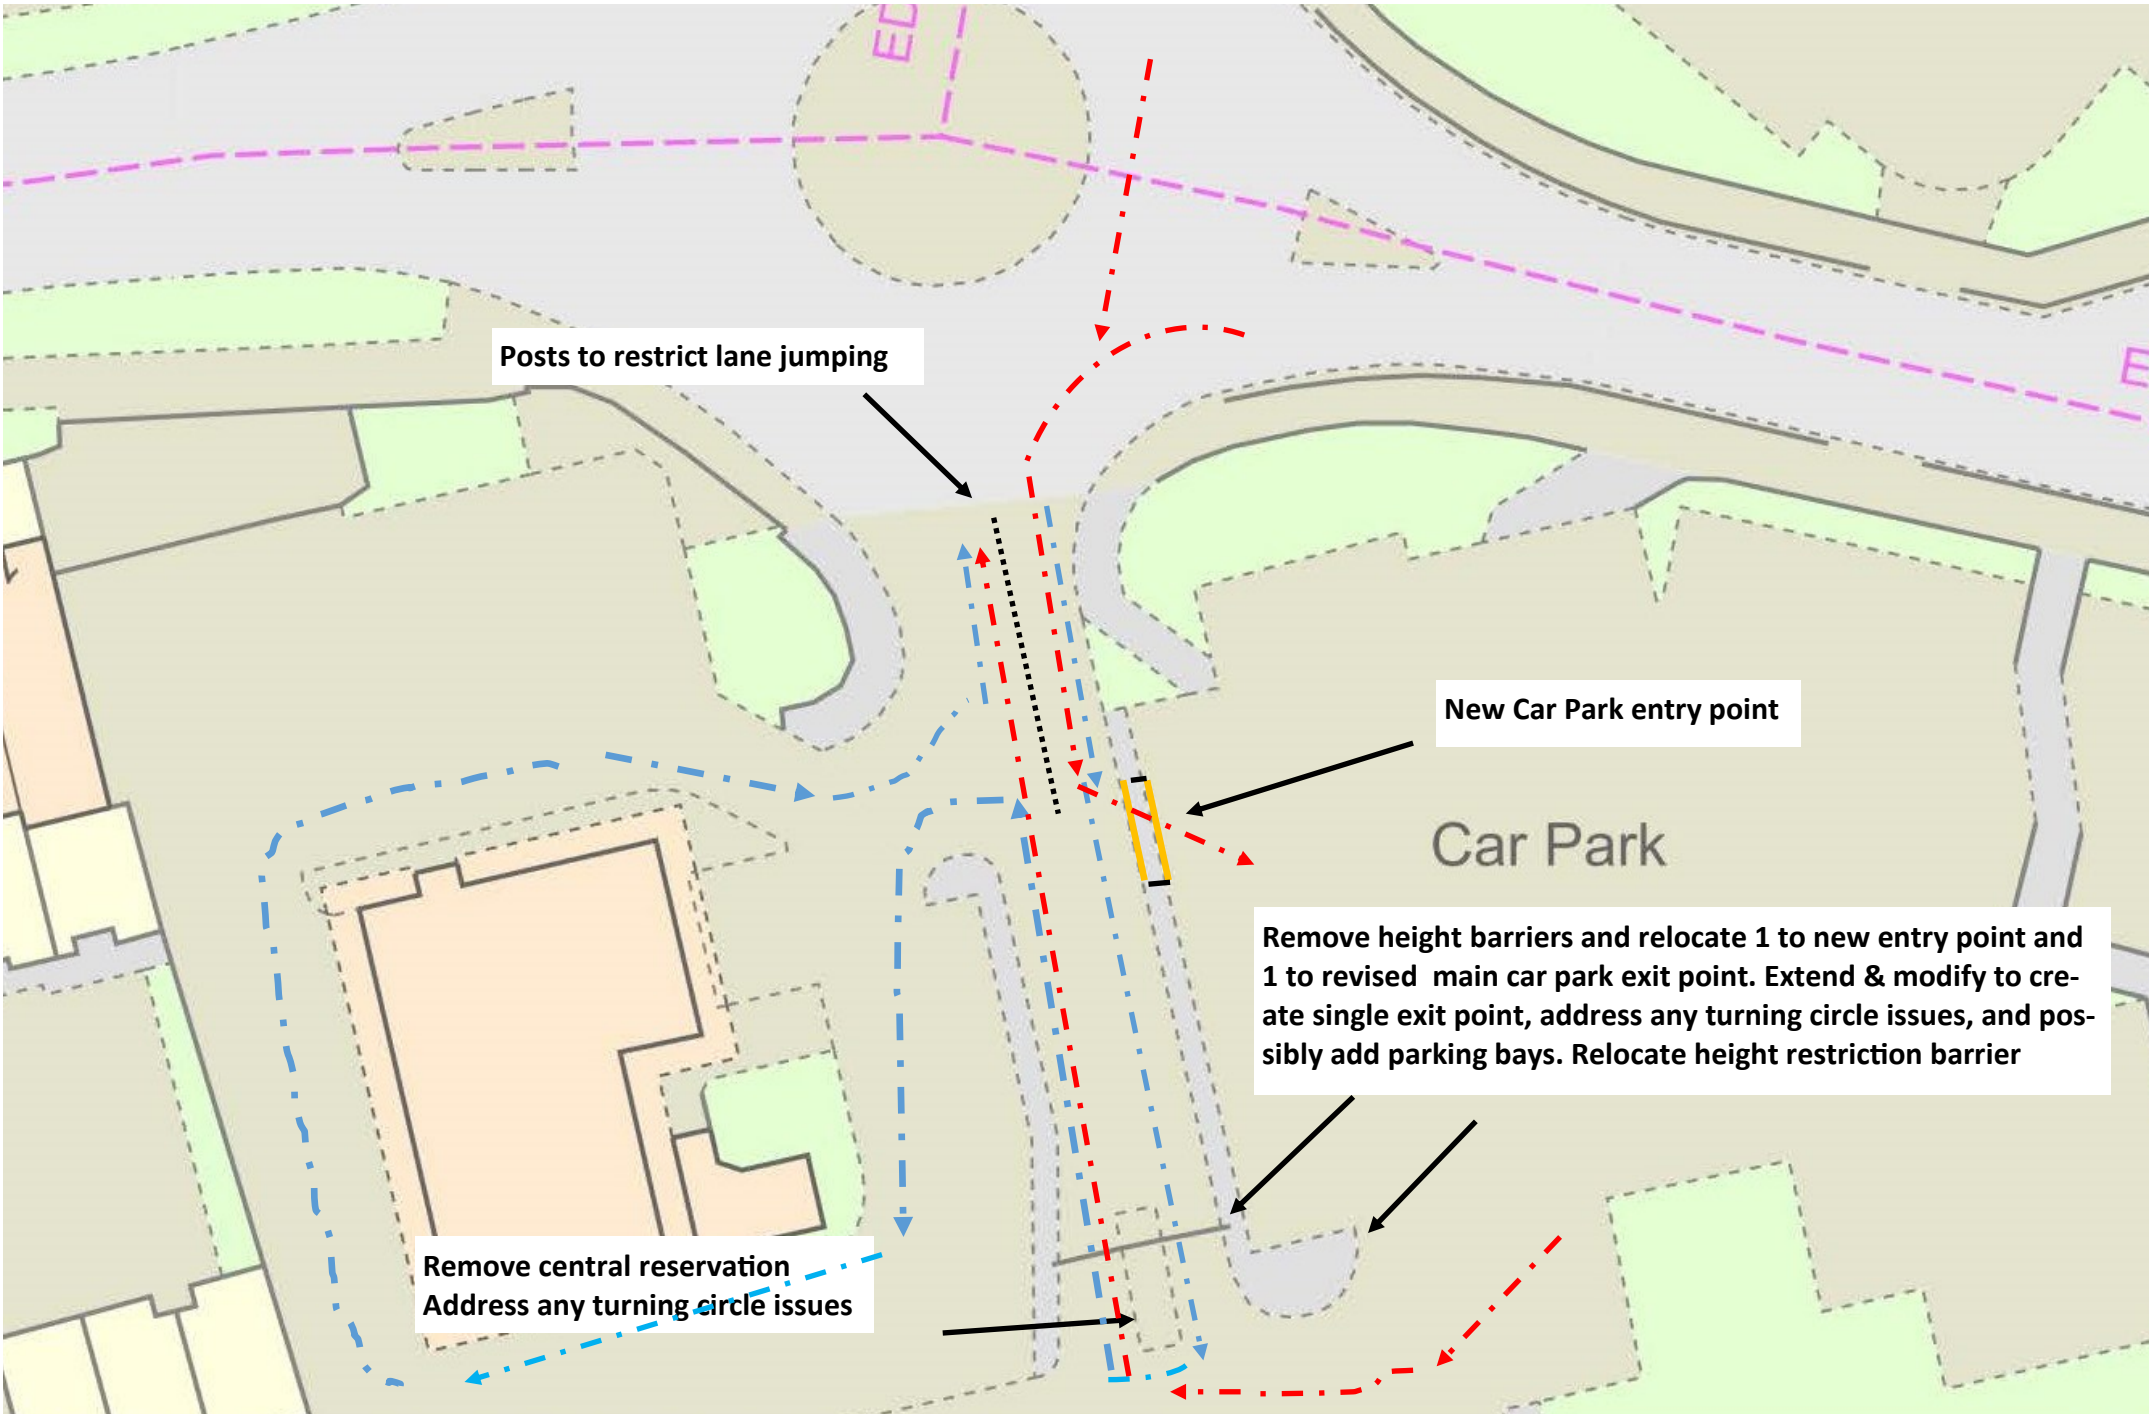 ED
E
Posts to restrict lane jumping
New Car Park entry point
Car Park
Remove height barriers and relocate 1 to new entry point and
1 to revised main car park exit point. Extend & modify to cre-
ate single exit point, address any turning circle issues, and pos-
sibly add parking bays. Relocate height restriction barrier
Remove central reservation
Address any turning circle issues